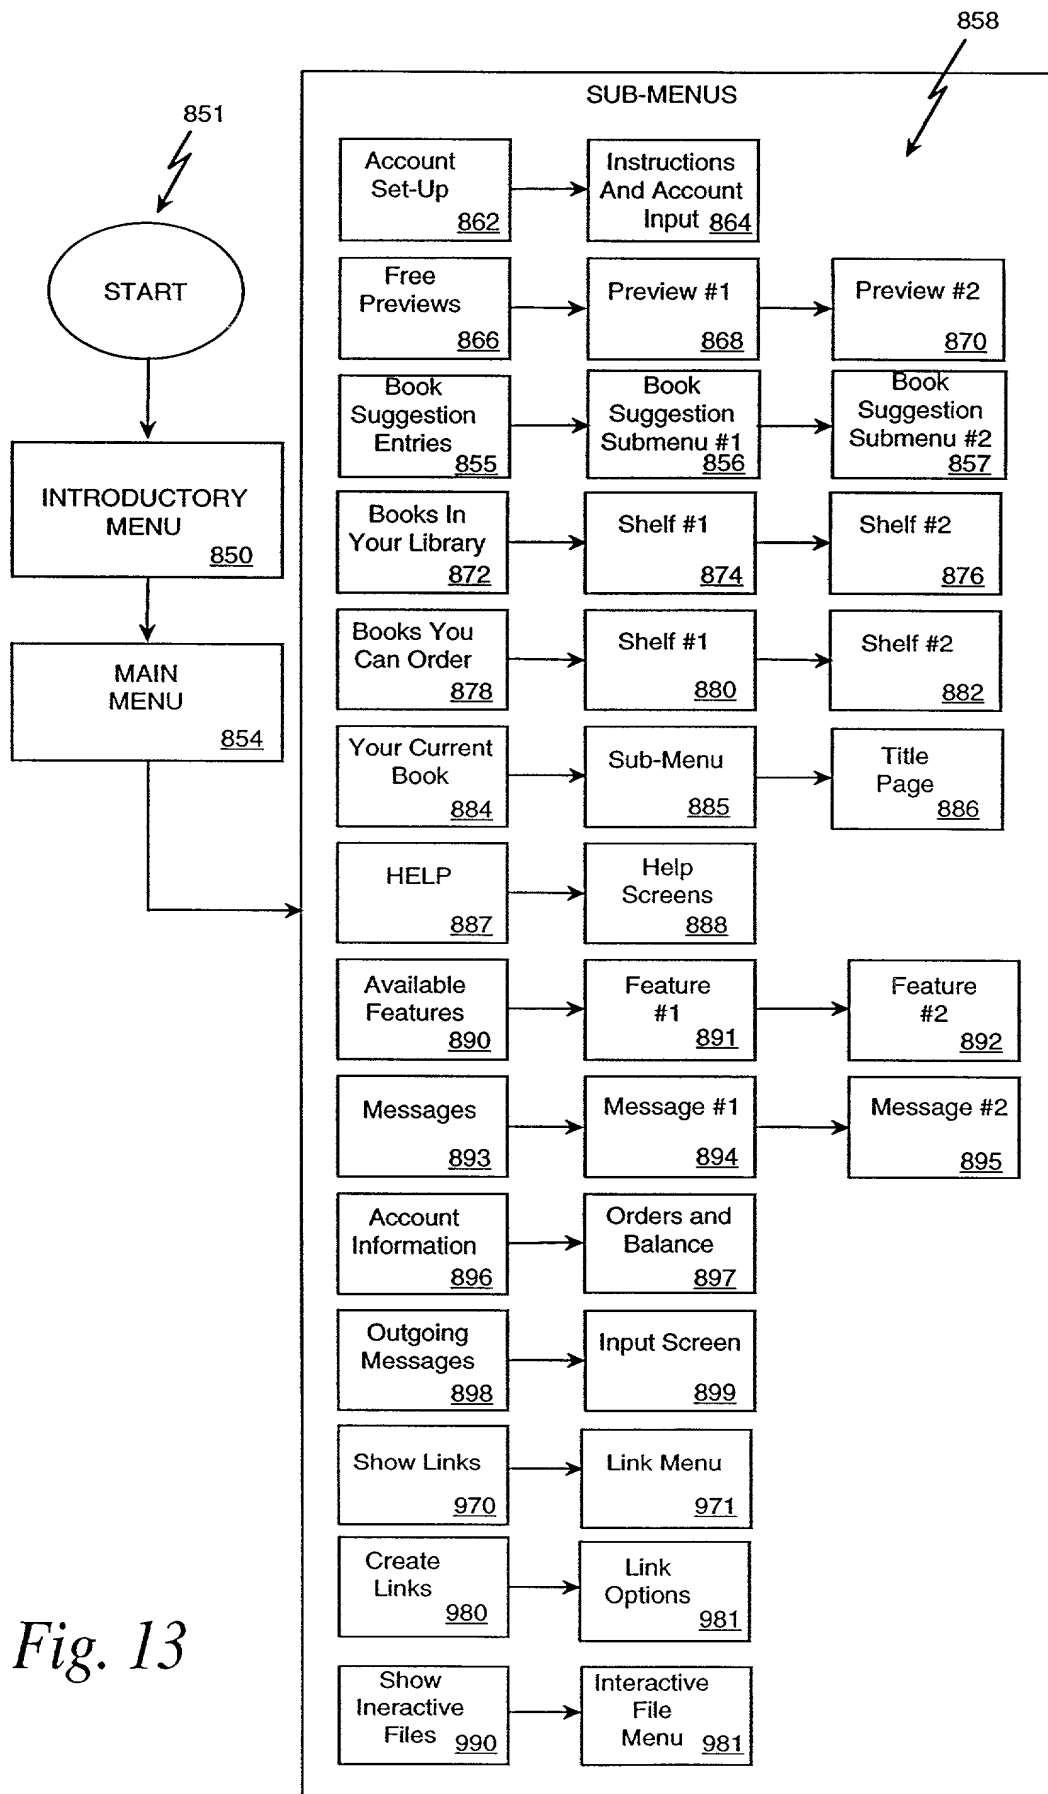 858
SUB-MENUS
851
START
INTRODUCTORY
MENU
850
MAIN
MENU
854
Account
Set-Up
862
Instructions
And Account
Input 864
Free
Previews
866
Preview #1
868
Preview #2
870
Book
Suggestion
Entries 855
Book
Suggestion
Submenu #1
856
Book
Suggestion
Submenu #2
857
Books In
Your Library
872
Shelf #1
874
Shelf #2
876
Books You
Can Order
878
Shelf #1
880
Shelf #2
882
Your Current
Book
884
Sub-Menu
885
Title
Page
886
HELP
887
Help
Screens
888
Available
Features
890
Feature
#1
891
Feature
#2
892
Messages
893
Message #1
894
Message #2
895
Account
Information
896
Orders and
Balance
897
Outgoing
Messages
898
Input Screen
899
Show Links
970
Link Menu
971
Create
Links
980
Link
Options
981
Show
Ineractive
Files 990
Interactive
File
Menu 981
Fig. 13